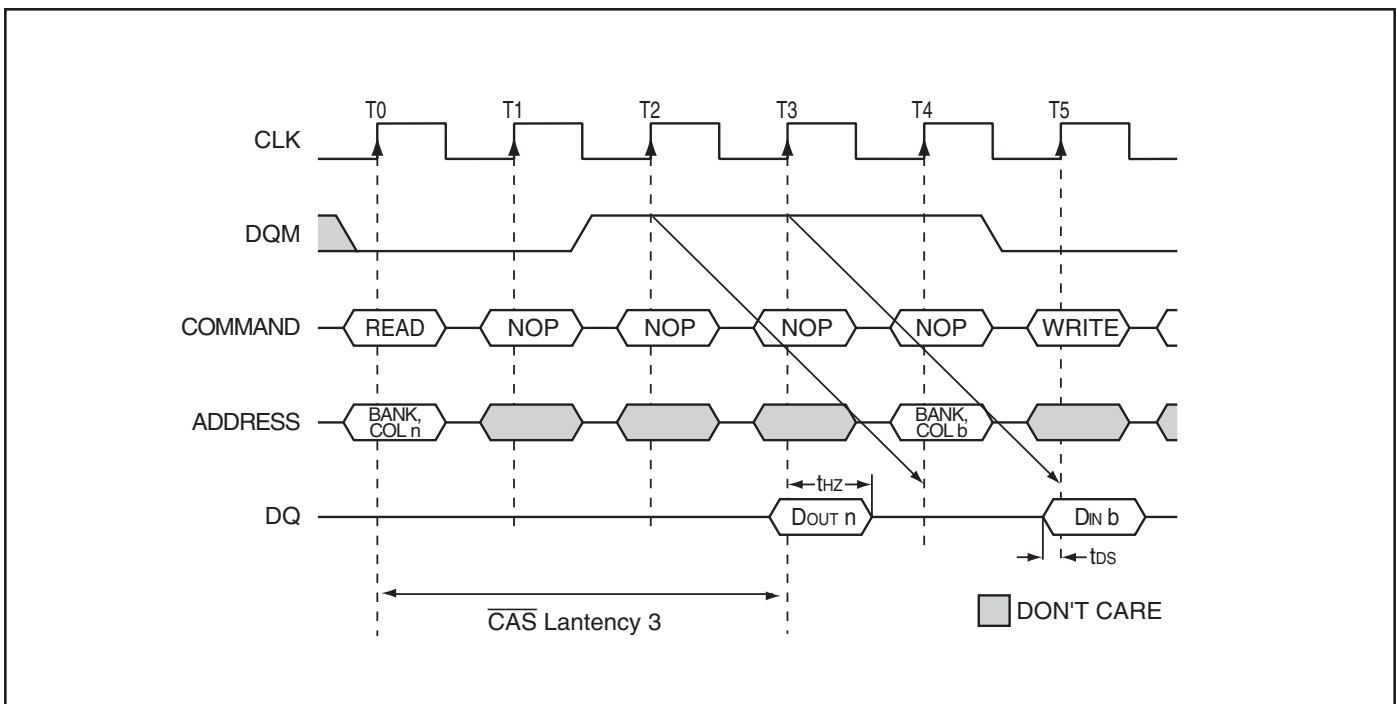 T0 T1 T2 T3 T4 T5
CLK
DQM
COMMAND READ NOP NOP NOP NOP WRITE
ADDRESS BANK, COL n BANK, COL b
tHZ
DQ DOUT n DIN b
tDS
CAS Lantency 3
DON'T CARE